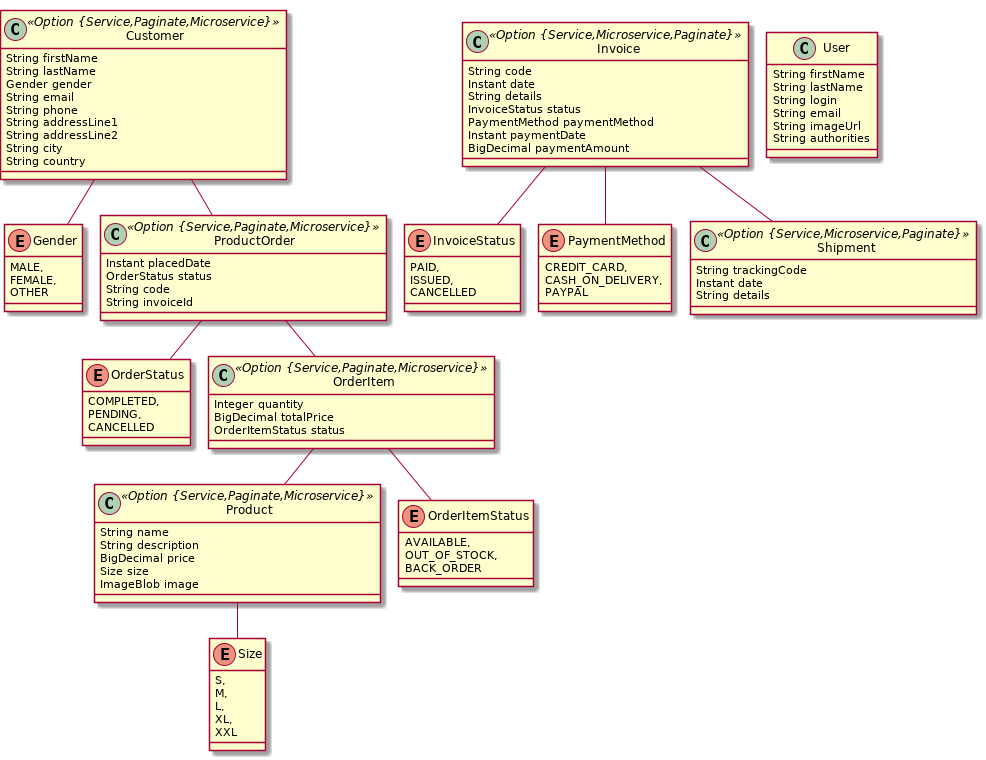 C «Option {Service,Paginate,Microservice}»
Customer
String firstName
String lastName
Gender gender
String email
String phone
String addressLine1
String addressLine2
String city
String country
C «Option {Service,Microservice,Paginate}»
Invoice
String code
Instant date
String details
InvoiceStatus status
PaymentMethod paymentMethod
Instant paymentDate
BigDecimal paymentAmount
C User
String firstName
String lastName
String login
String email
String imageUrl
String authorities
E Gender
MALE,
FEMALE,
OTHER
C «Option {Service,Paginate,Microservice}»
ProductOrder
Instant placedDate
OrderStatus status
String code
String invoiceId
E InvoiceStatus
PAID,
ISSUED,
CANCELLED
E PaymentMethod
CREDIT_CARD,
CASH_ON_DELIVERY,
PAYPAL
C «Option {Service,Microservice,Paginate}»
Shipment
String trackingCode
Instant date
String details
E OrderStatus
COMPLETED,
PENDING,
CANCELLED
C «Option {Service,Paginate,Microservice}»
OrderItem
Integer quantity
BigDecimal totalPrice
OrderItemStatus status
C «Option {Service,Paginate,Microservice}»
Product
String name
String description
BigDecimal price
Size size
ImageBlob image
E OrderItemStatus
AVAILABLE,
OUT_OF_STOCK,
BACK_ORDER
E Size
S,
M,
L,
XL,
XXL